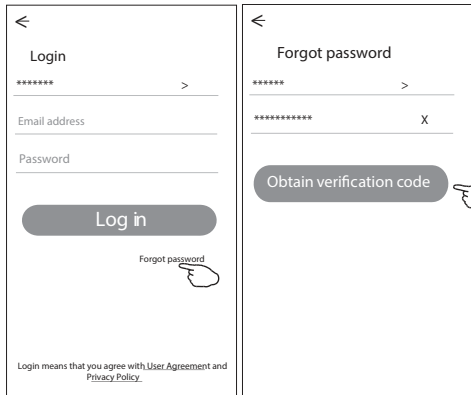 Login
******* >
Email address
Password
Log in
Forgot password
Login means that you agree with User Agreement and
Privacy Policy
Forgot password
****** >
*********** X
Obtain verification code